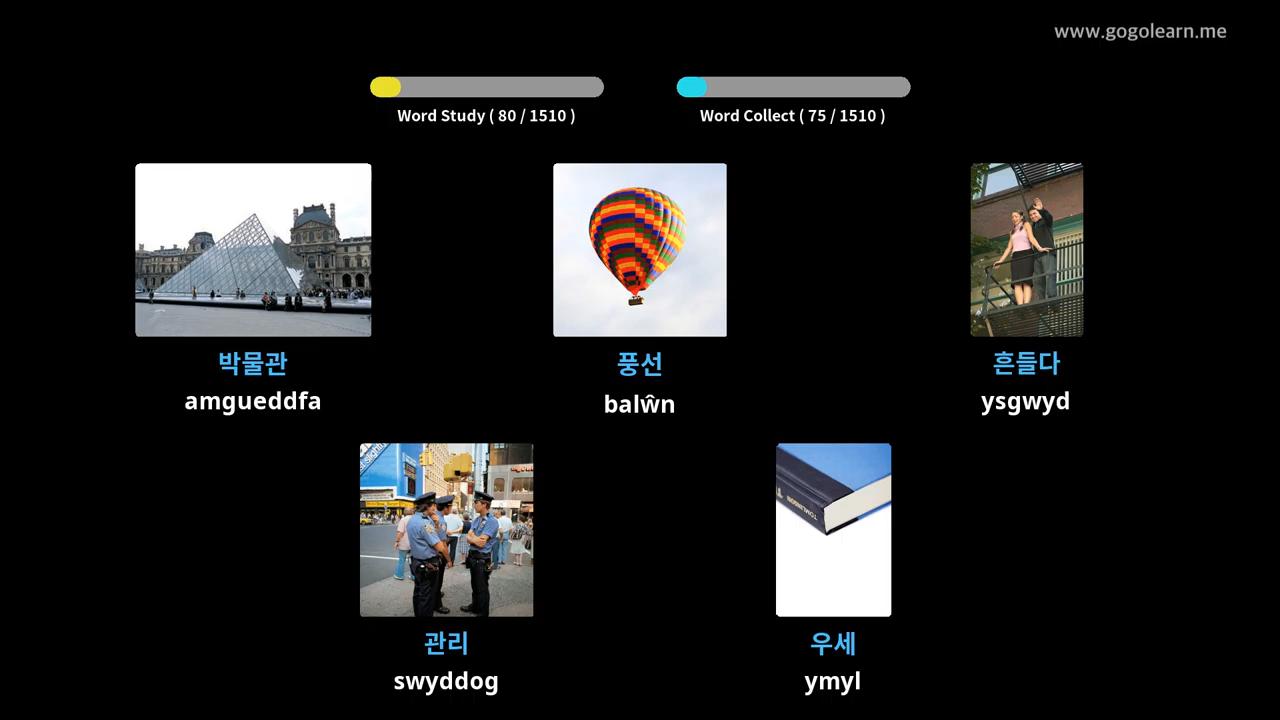 www.gogolearn.me
Word Study ( 80 / 1510 )
Word Collect ( 75 / 1510 )
박물관
amgueddfa
풍선
balŵn
흔들다
ysgwyd
관리
swyddog
우세
ymyl